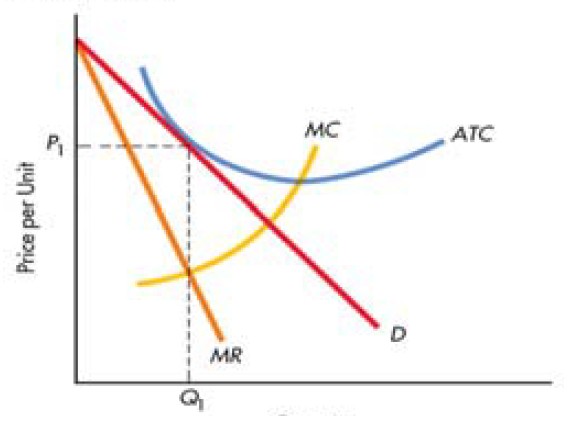 P1
Price per Unit
MC
ATC
D
MR
Q1